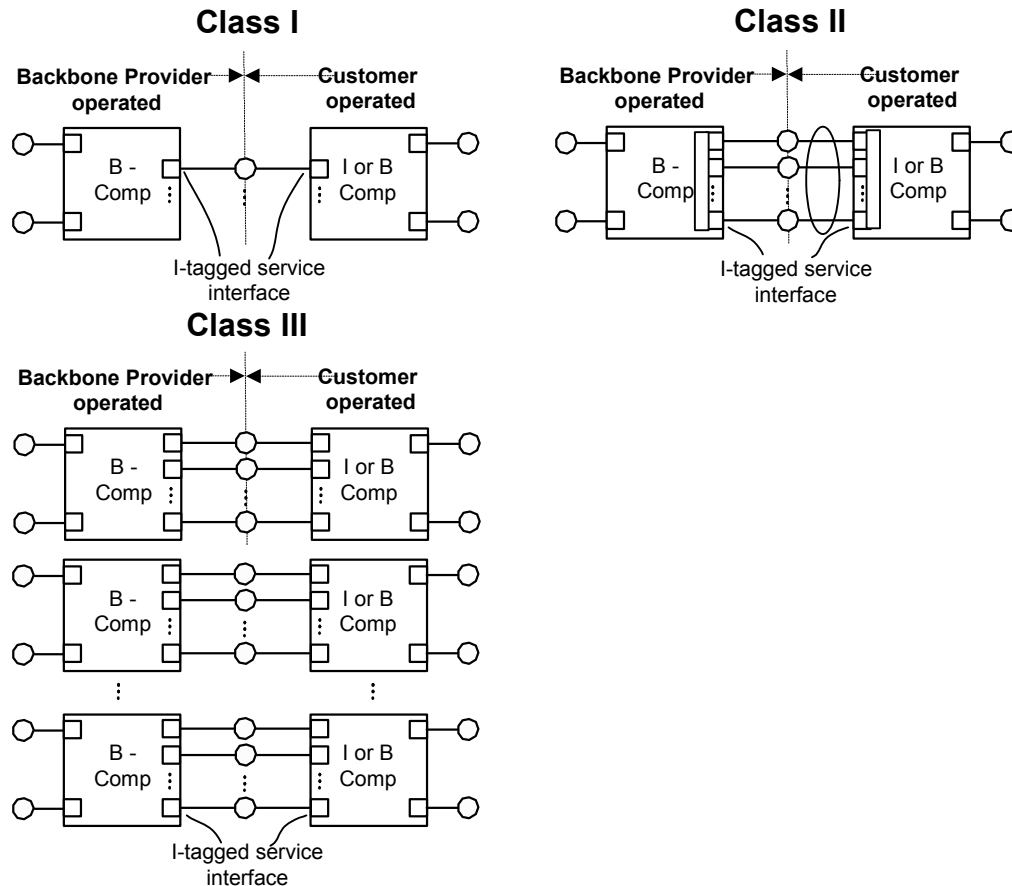 Class I
Backbone Provider
operated
Customer
operated
B -
Comp
I or B
Comp
I-tagged service
interface
Class II
Backbone Provider
operated
Customer
operated
B -
Comp
I or B
Comp
I-tagged service
interface
Class III
Backbone Provider
operated
Customer
operated
B -
Comp
I or B
Comp
B -
Comp
I or B
Comp
B -
Comp
I or B
Comp
I-tagged service
interface